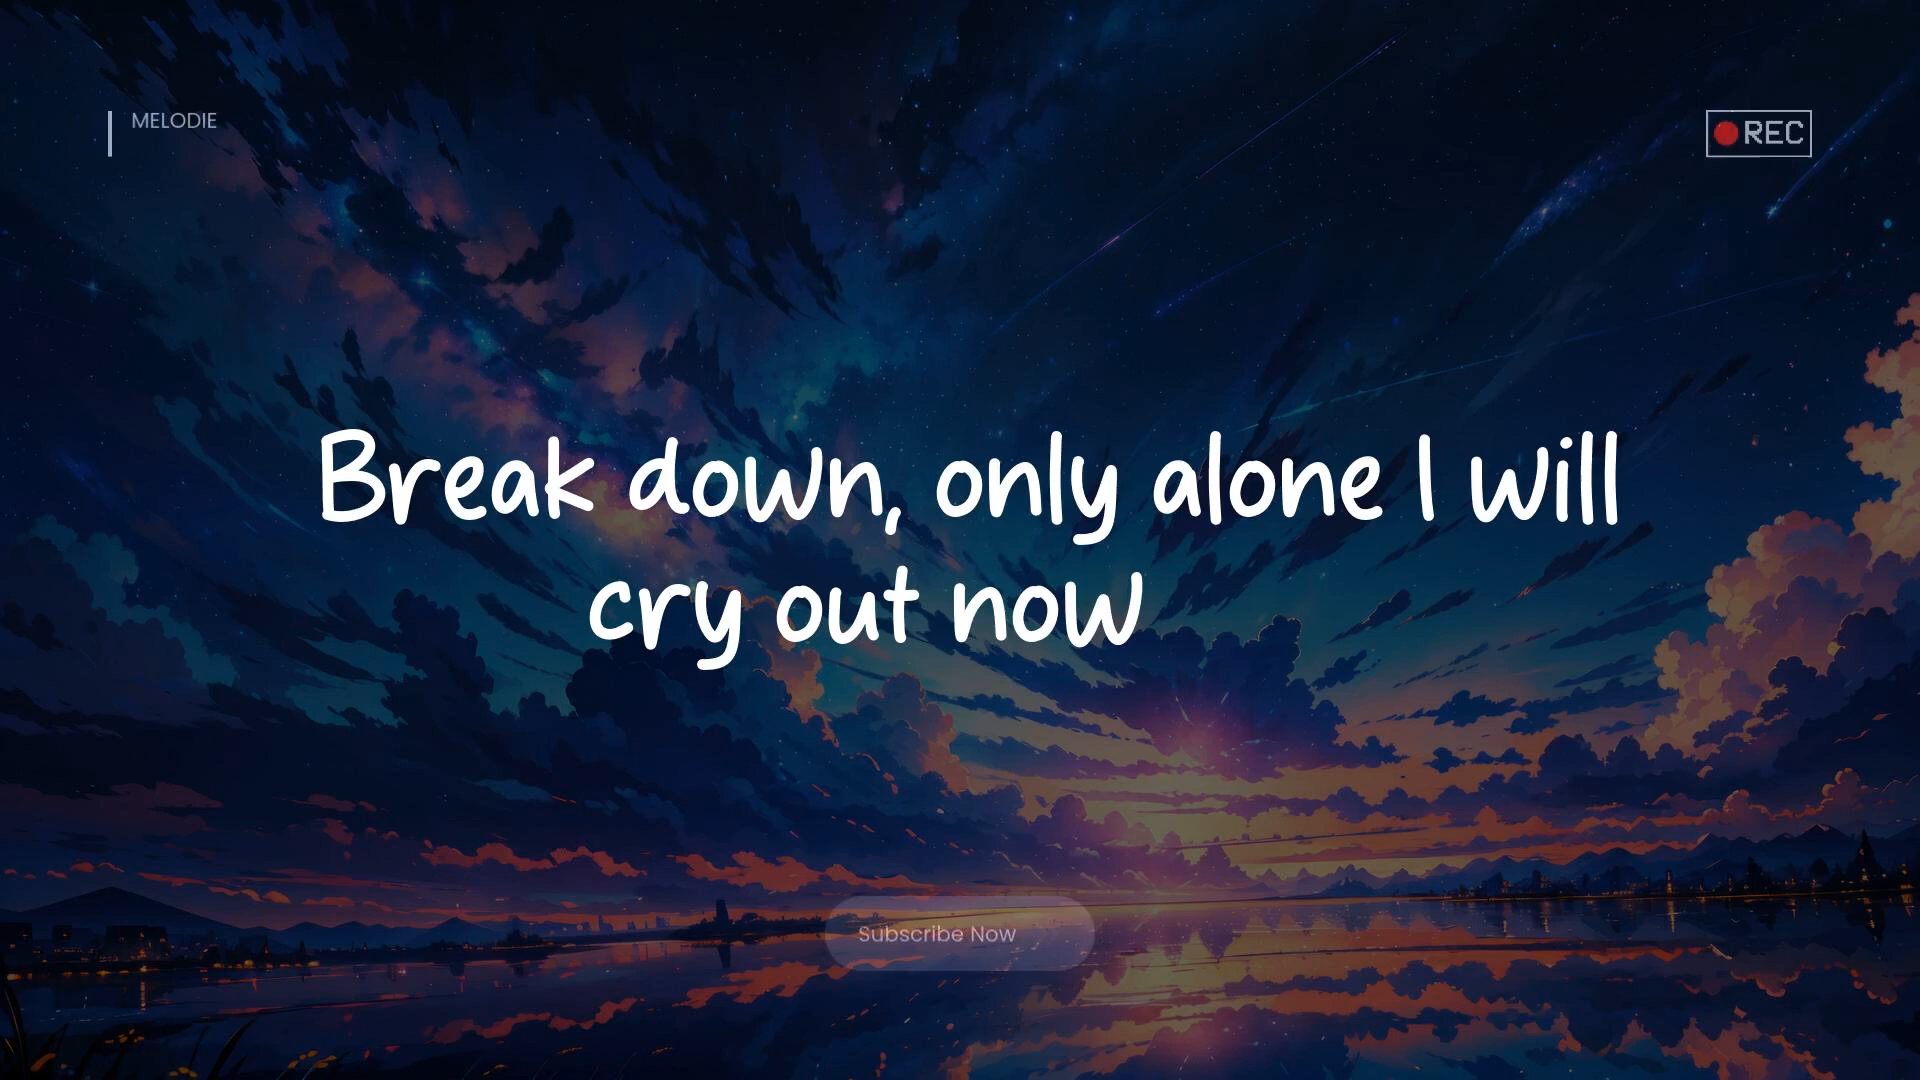 MELODIE
REC
Break down, only alone I will
cry out now
Subscribe Now